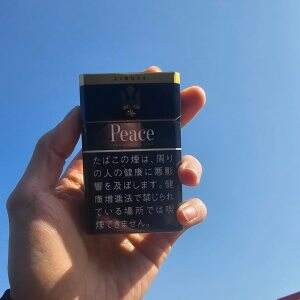 Peace
たばこの煙は、周り
の人の健康に悪影
響を及ぼします。健
康増進法で禁じられ
ている場所では喫
煙できません。